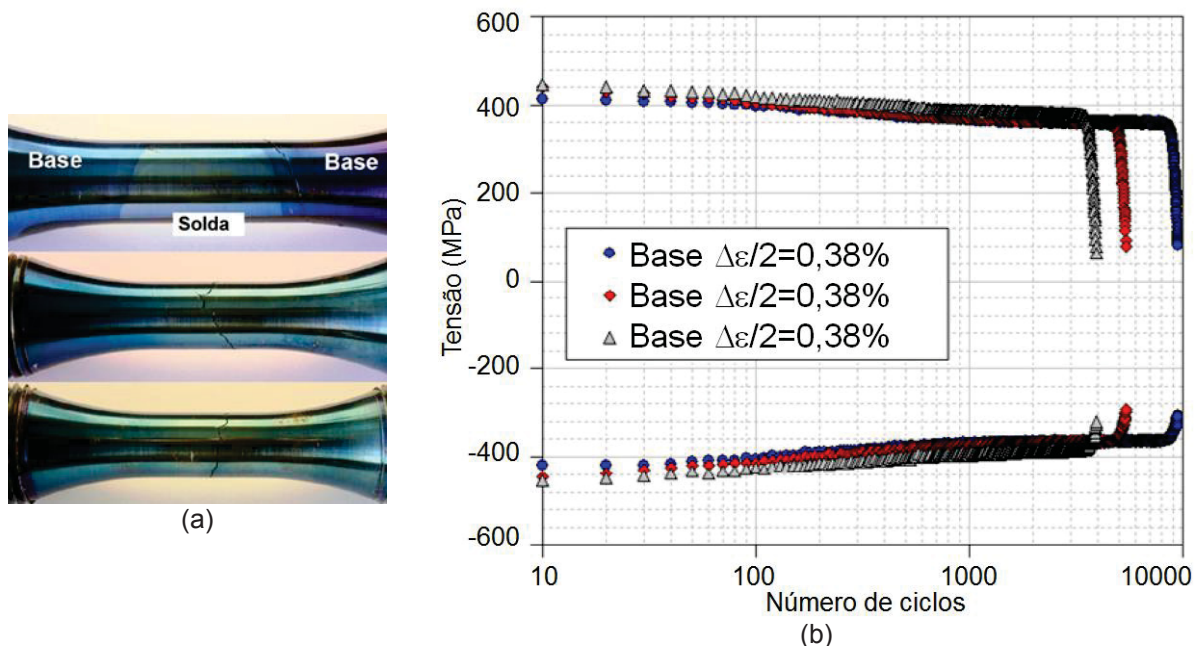 Base
Base
Solda
(a)
600
400
200
0
-200
-400
-600
Tensão (MPa)
Base Δε/2=0,38%
Base Δε/2=0,38%
Base Δε/2=0,38%
10
100
1000
10000
Número de ciclos
(b)